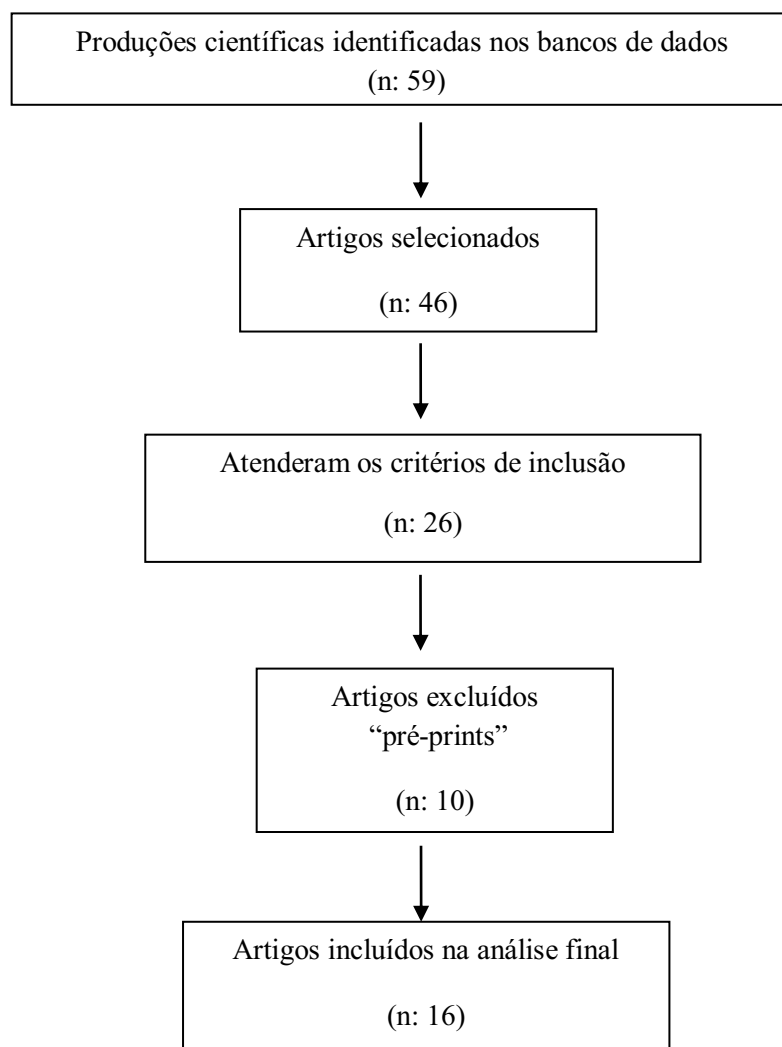 Produções científicas identificadas nos bancos de dados
(n: 59)
Artigos selecionados
(n: 46)
Atenderam os critérios de inclusão
(n: 26)
Artigos excluídos
“pré-prints”
(n: 10)
Artigos incluídos na análise final
(n: 16)